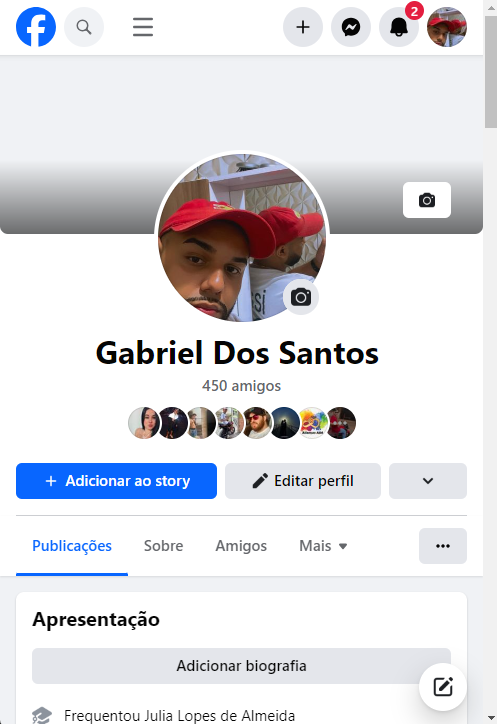 2
Gabriel Dos Santos
450 amigos
Adicionar ao story
Editar perfil
Publicações
Sobre
Amigos
Mais
Apresentação
Adicionar biografia
Frequentou Julia Lopes de Almeida